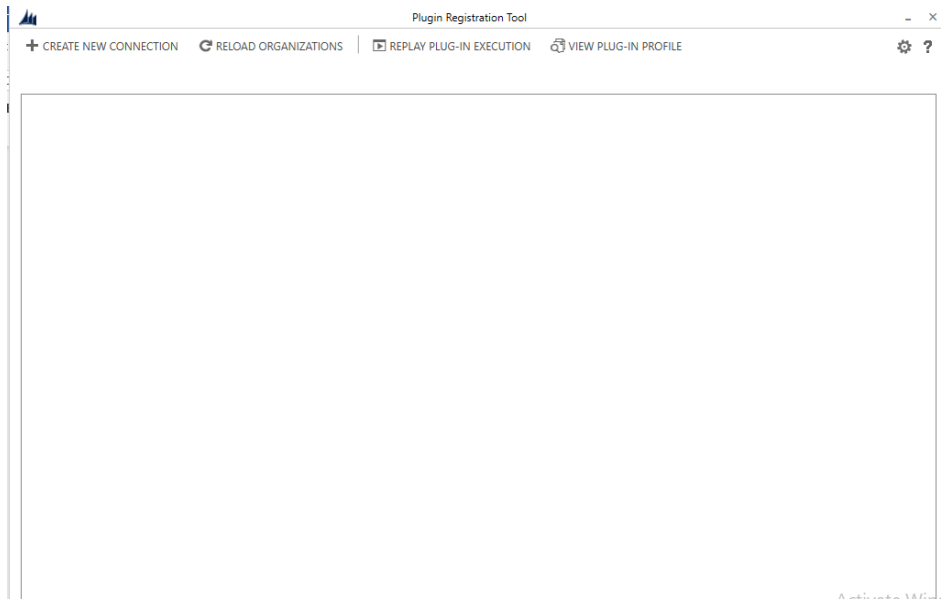 Plugin Registration Tool
CREATE NEW CONNECTION RELOAD ORGANIZATIONS REPLAY PLUG-IN EXECUTION VIEW PLUG-IN PROFILE ?